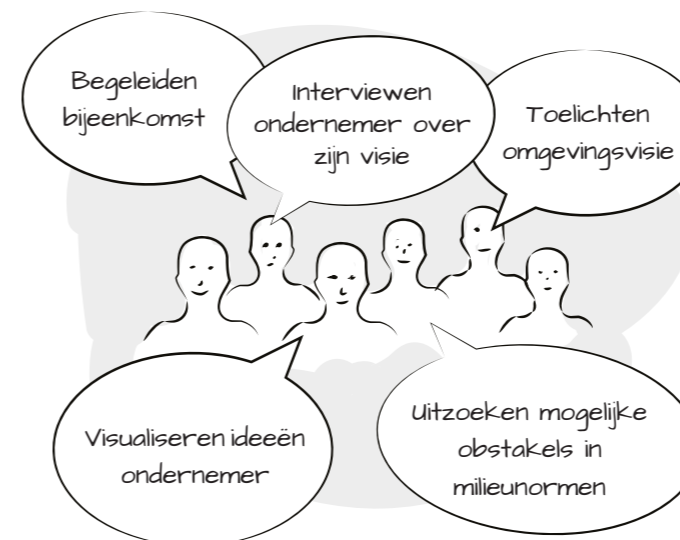 Begeleiden
bijeenkomst
Interviewen
ondernemer over
zijn visie
Toelichten
omgevingsvisie
Visualiseren ideeën
ondernemer
Uitzoeken mogelijke
obstakels in
milieunormen